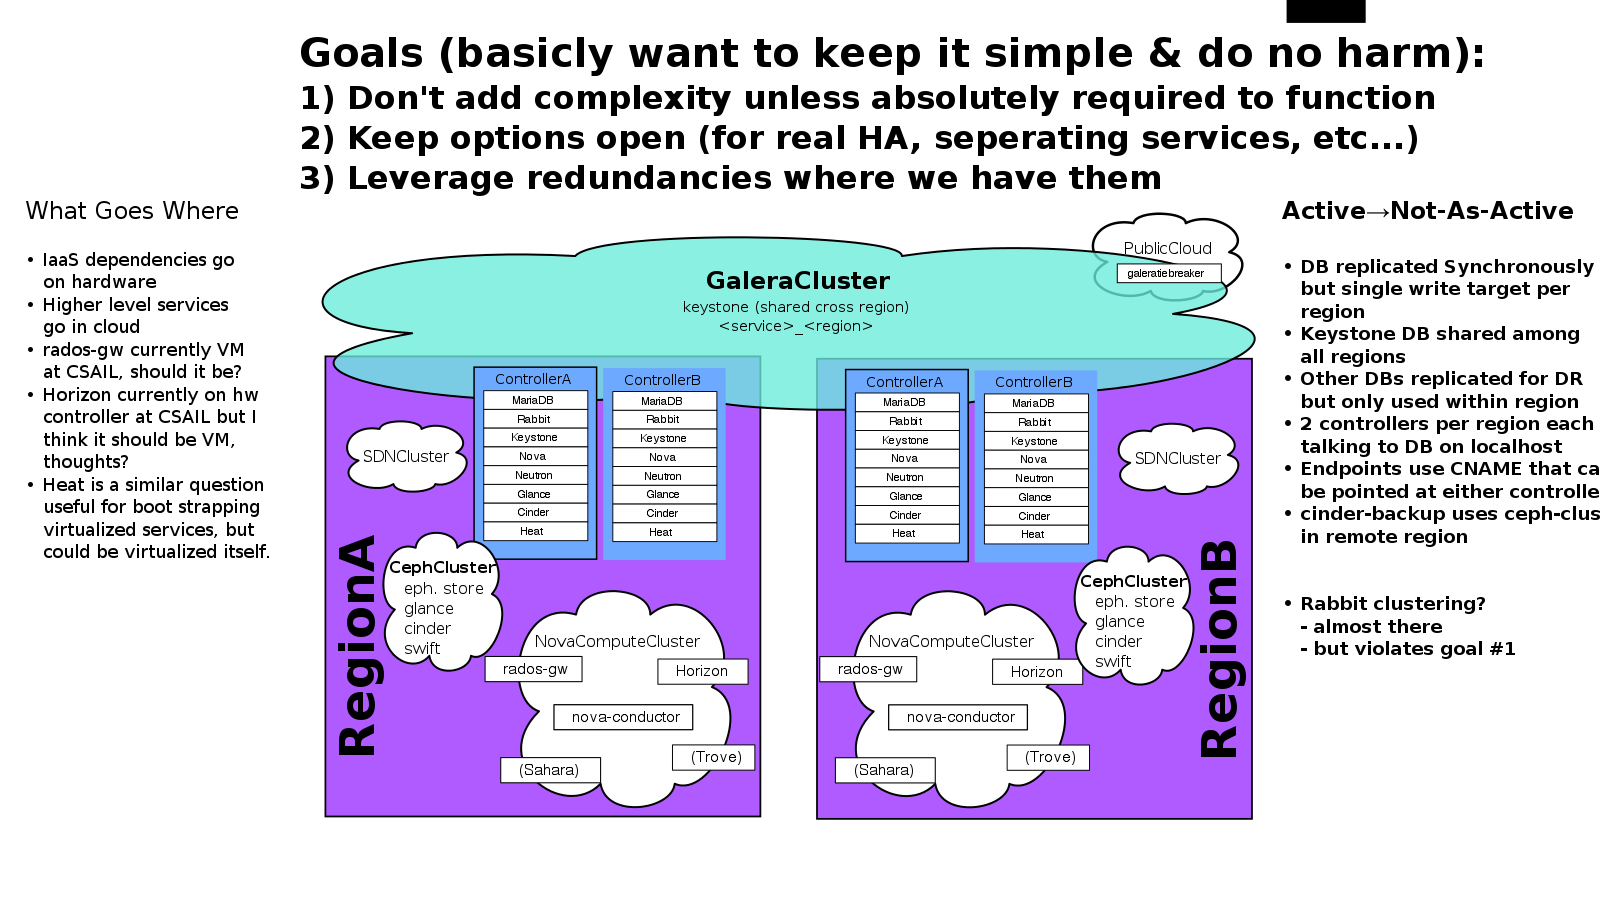 Goals (basicly want to keep it simple & do no harm):
1) Don't add complexity unless absolutely required to function
2) Keep options open (for real HA, seperating services, etc...)
3) Leverage redundancies where we have them
What Goes Where
• IaaS dependencies go
on hardware
• Higher level services
go in cloud
• rados-gw currently VM
at CSAIL, should it be?
• Horizon currently on hw
controller at CSAIL but I
think it should be VM,
thoughts?
• Heat is a similar question
useful for boot strapping
virtualized services, but
could be virtualized itself.
PublicCloud
galeratiebreaker
GaleraCluster
keystone (shared cross region)
<service>_<region>
RegionA
SDNCluster
ControllerA
MariaDB
Rabbit
Keystone
Nova
Neutron
Glance
Cinder
Heat
ControllerB
MariaDB
Rabbit
Keystone
Nova
Neutron
Glance
Cinder
Heat
CephCluster
eph. store
glance
cinder
swift
NovaComputeCluster
rados-gw
Horizon
nova-conductor
(Sahara)
(Trove)
ControllerA
MariaDB
Rabbit
Keystone
Nova
Neutron
Glance
Cinder
Heat
ControllerB
MariaDB
Rabbit
Keystone
Nova
Neutron
Glance
Cinder
Heat
SDNCluster
RegionB
CephCluster
eph. store
glance
cinder
swift
NovaComputeCluster
rados-gw
Horizon
nova-conductor
(Sahara)
(Trove)
Active→Not-As-Active
• DB replicated Synchronously
but single write target per
region
• Keystone DB shared among
all regions
• Other DBs replicated for DR
but only used within region
• 2 controllers per region each
talking to DB on localhost
• Endpoints use CNAME that ca
be pointed at either controlle
• cinder-backup uses ceph-clus
in remote region
• Rabbit clustering?
- almost there
- but violates goal #1